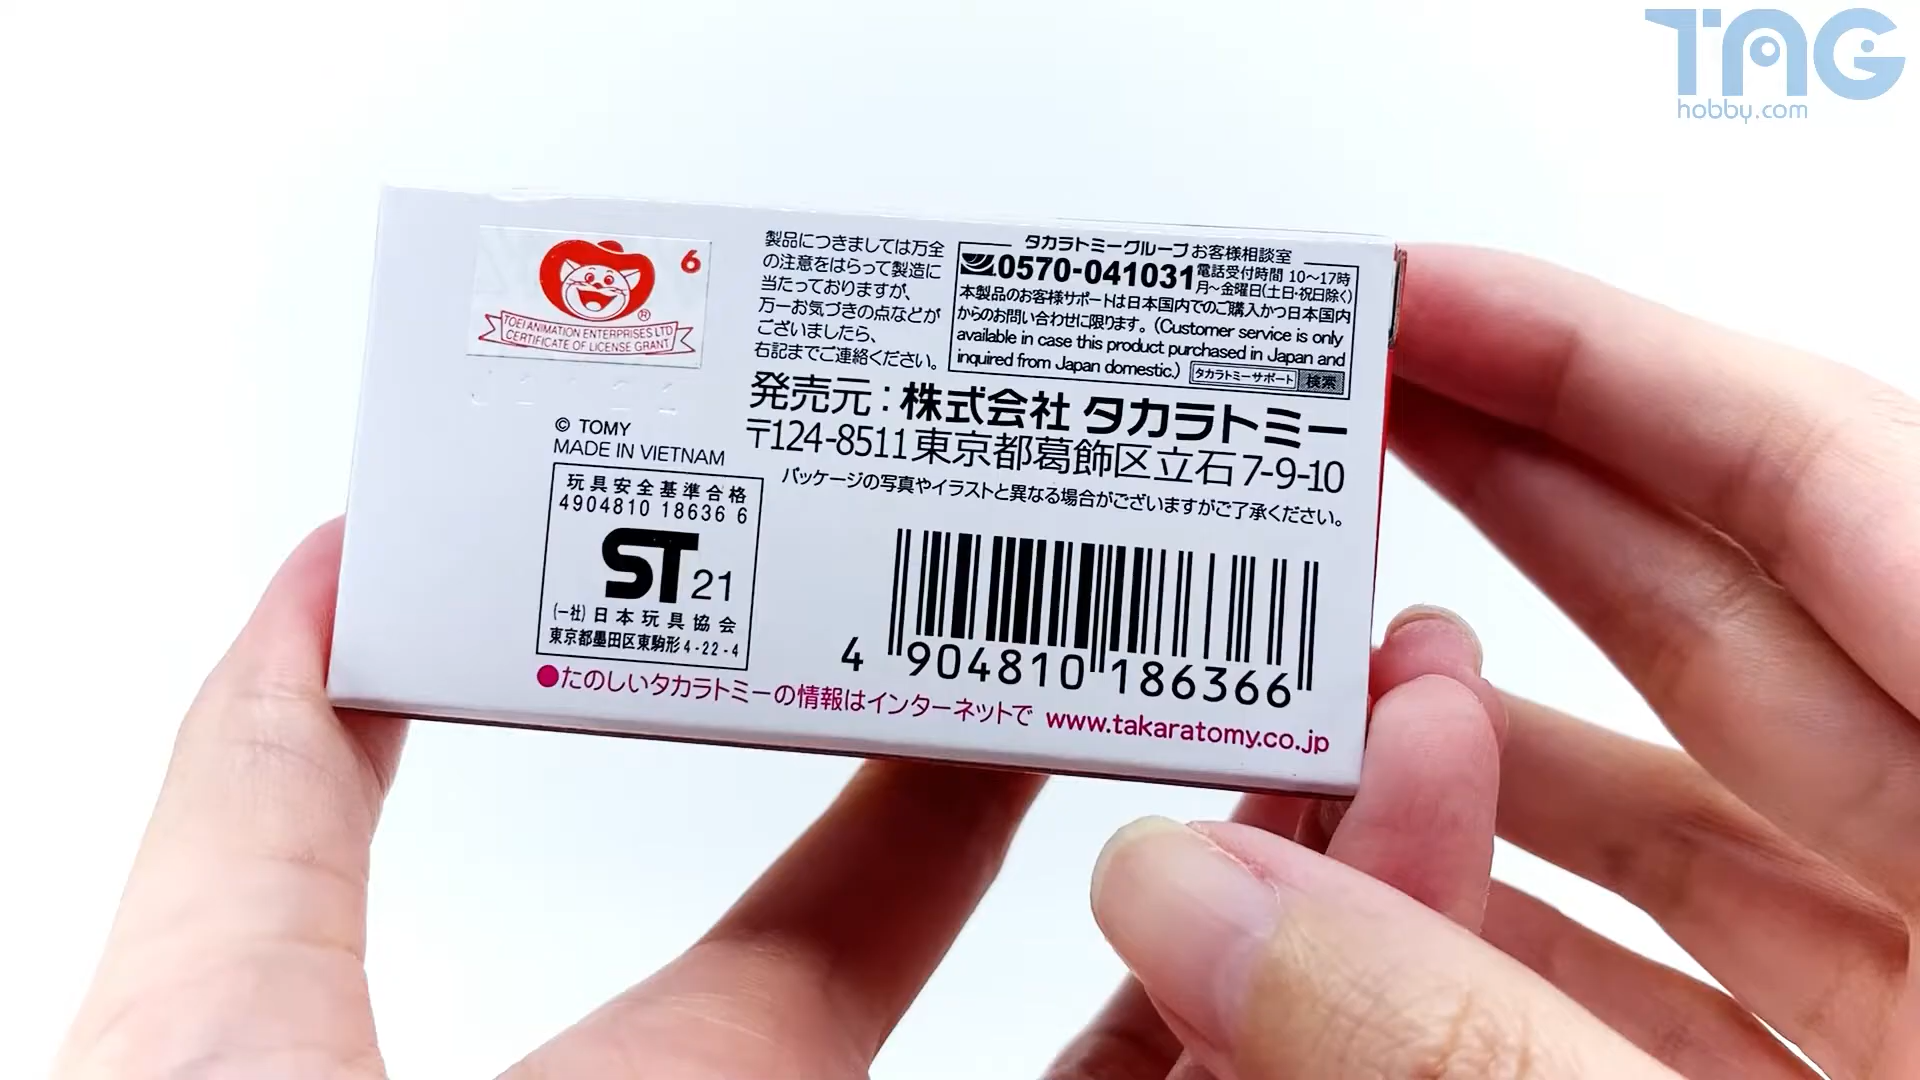 TAG
hobby.com
6
®
TOEI ANIMATION ENTERPRISES LTD
CERTIFICATE OF LICENSE GRANT
製品につきましては万全
の注意をはらって製造に
当たっておりますが、
万一お気づきの点などが
ございましたら、
右記までご連絡ください。
タカラトミーグループお客様相談室
0570-041031 電話受付時間 10〜17時
月〜金曜日(土日・祝日除く)
本製品のお客様サポートは日本国内でのご購入かつ日本国内
からのお問い合わせに限ります。(Customer service is only
available in case this product purchased in Japan and
inquired from Japan domestic.) タカラトミーサポート 検索
発売元:株式会社 タカラトミー
〒124-8511 東京都葛飾区立石 7-9-10
パッケージの写真やイラストと異なる場合がございますがご了承ください。
© TOMY
MADE IN VIETNAM
玩具安全基準合格
4904810 18636 6
ST 21
(一社) 日本玩具協会
東京都墨田区東駒形 4-22-4
4 904810 186366
●たのしいタカラトミーの情報はインターネットで www.takaratomy.co.jp